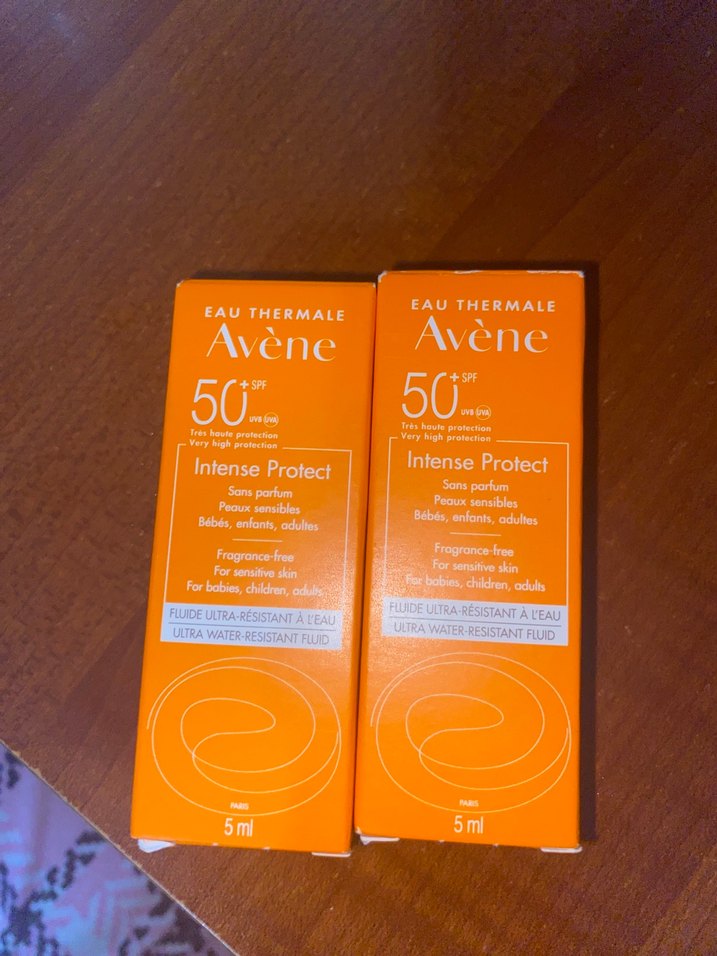 EAU THERMALE
Avène
50+ SPF
UVB UVA
Très haute protection
Very high protection
Intense Protect
Sans parfum
Peaux sensibles
Bébés, enfants, adultes
Fragrance-free
For sensitive skin
For babies, children, adults
FLUIDE ULTRA-RÉSISTANT À L'EAU
ULTRA WATER-RESISTANT FLUID
PARIS
5 ml
EAU THERMALE
Avène
50+ SPF
UVB UVA
Très haute protection
Very high protection
Intense Protect
Sans parfum
Peaux sensibles
Bébés, enfants, adultes
Fragrance-free
For sensitive skin
For babies, children, adults
FLUIDE ULTRA-RÉSISTANT À L'EAU
ULTRA WATER-RESISTANT FLUID
PARIS
5 ml